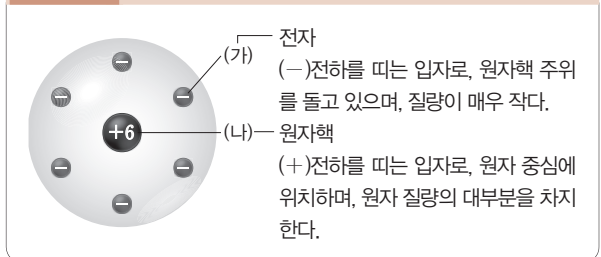 (가) 전자
(−)전하를 띠는 입자로, 원자핵 주위
를 돌고 있으며, 질량이 매우 작다.
+6 (나) 원자핵
(+)전하를 띠는 입자로, 원자 중심에
위치하며, 원자 질량의 대부분을 차지
한다.
− − − − − −